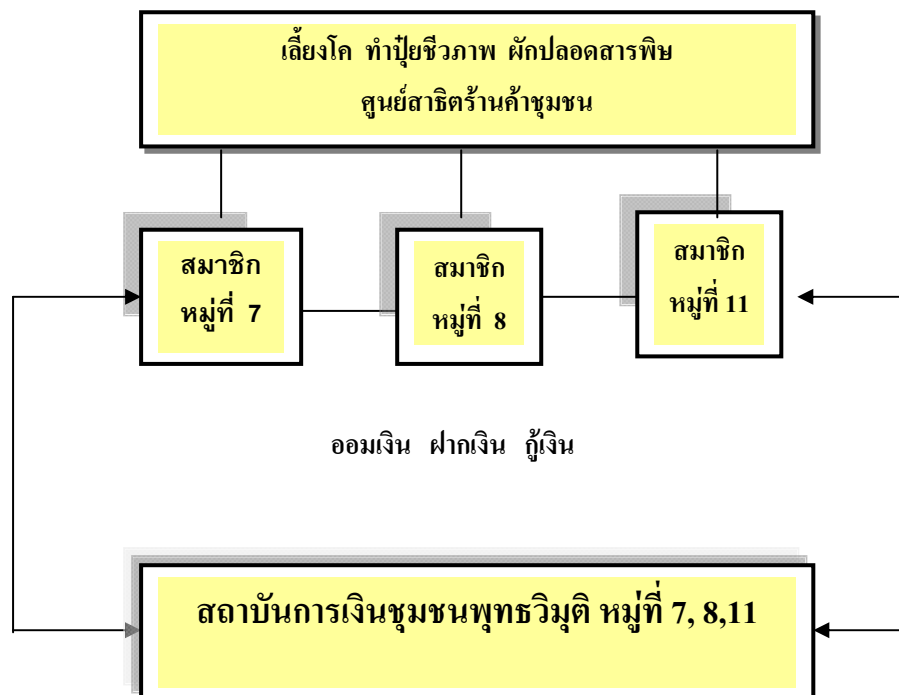 เลี้ยงโค ทำปุ๋ยชีวภาพ ผักปลอดสารพิษ
ศูนย์สาธิตร้านค้าชุมชน
สมาชิก
หมู่ที่ 7
สมาชิก
หมู่ที่ 8
สมาชิก
หมู่ที่ 11
ออมเงิน ฝากเงิน กู้เงิน
สถาบันการเงินชุมชนพุทธวิมุติ หมู่ที่ 7, 8,11